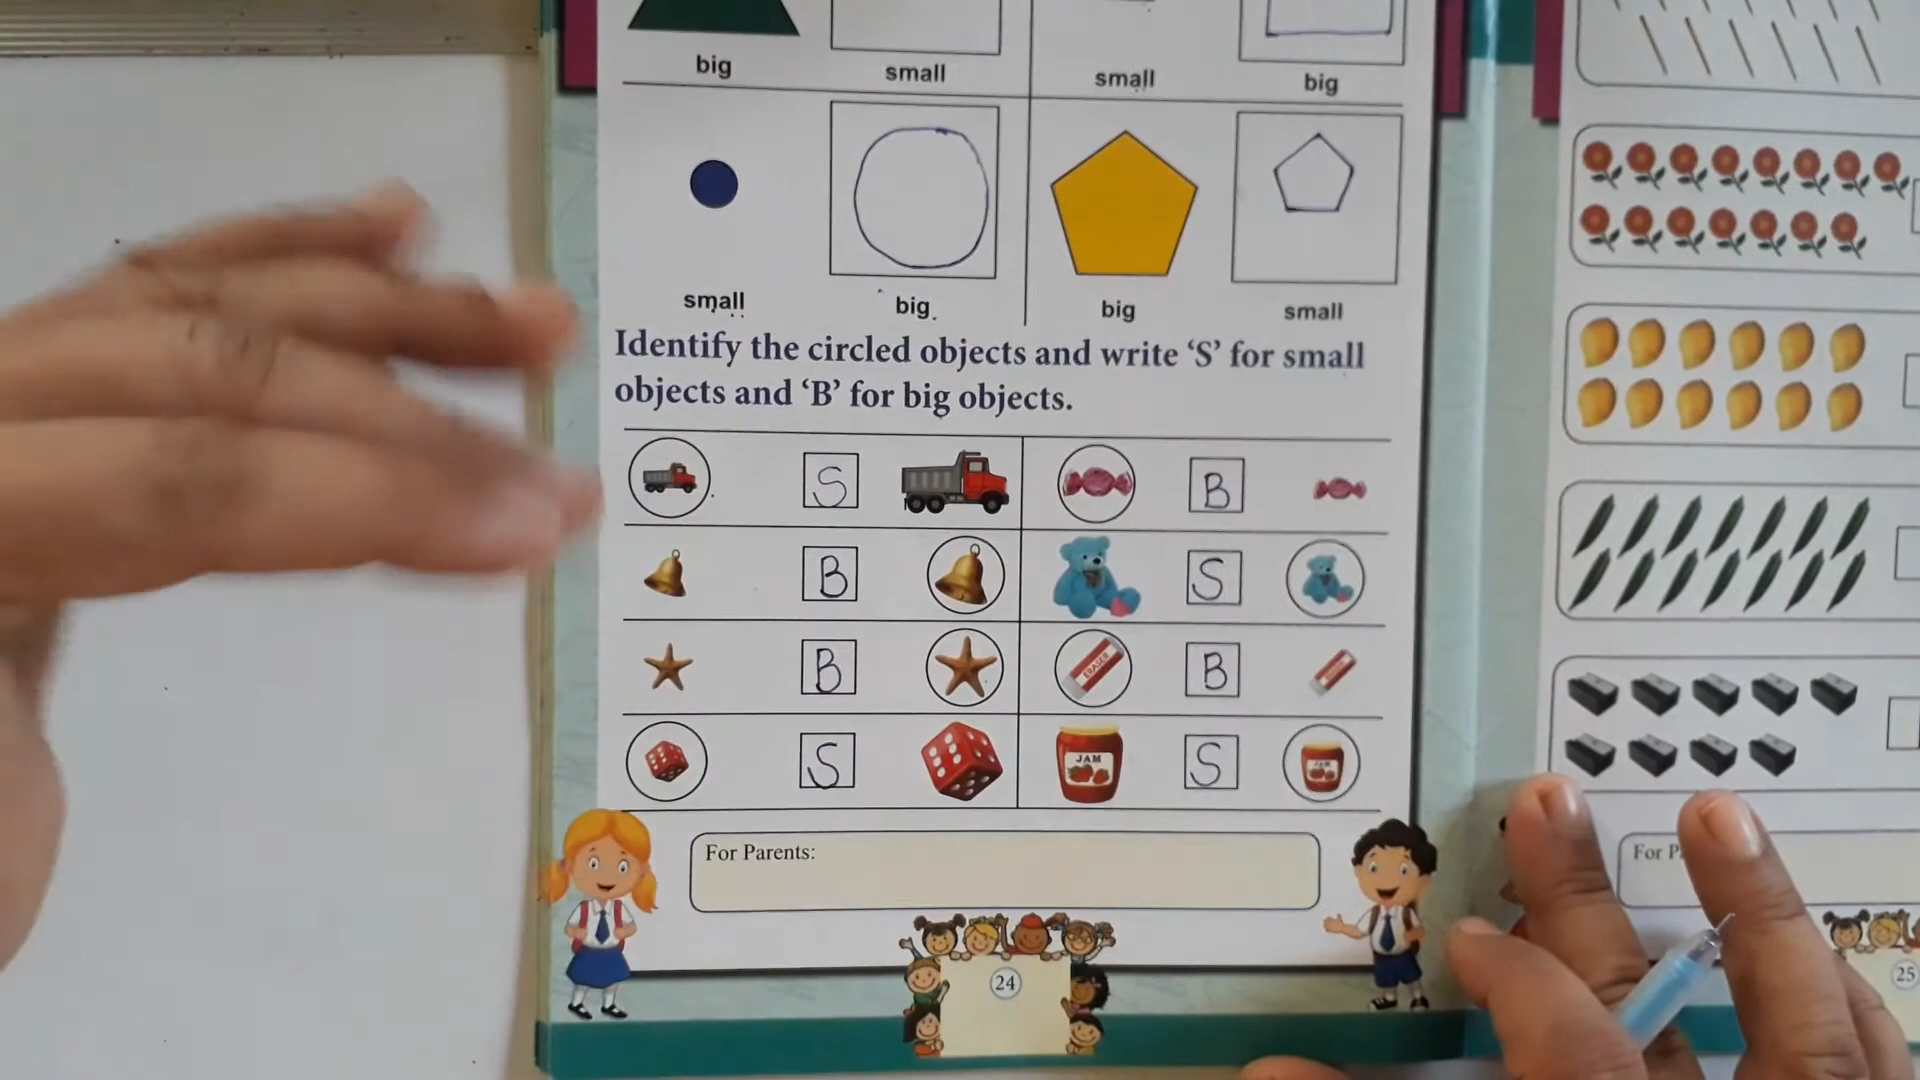 big small small big
small big big small
Identify the circled objects and write ‘S’ for small
objects and ‘B’ for big objects.
S B
B S
ERASER
B B
JAM JAM
S S
For Parents:
For P
24
25